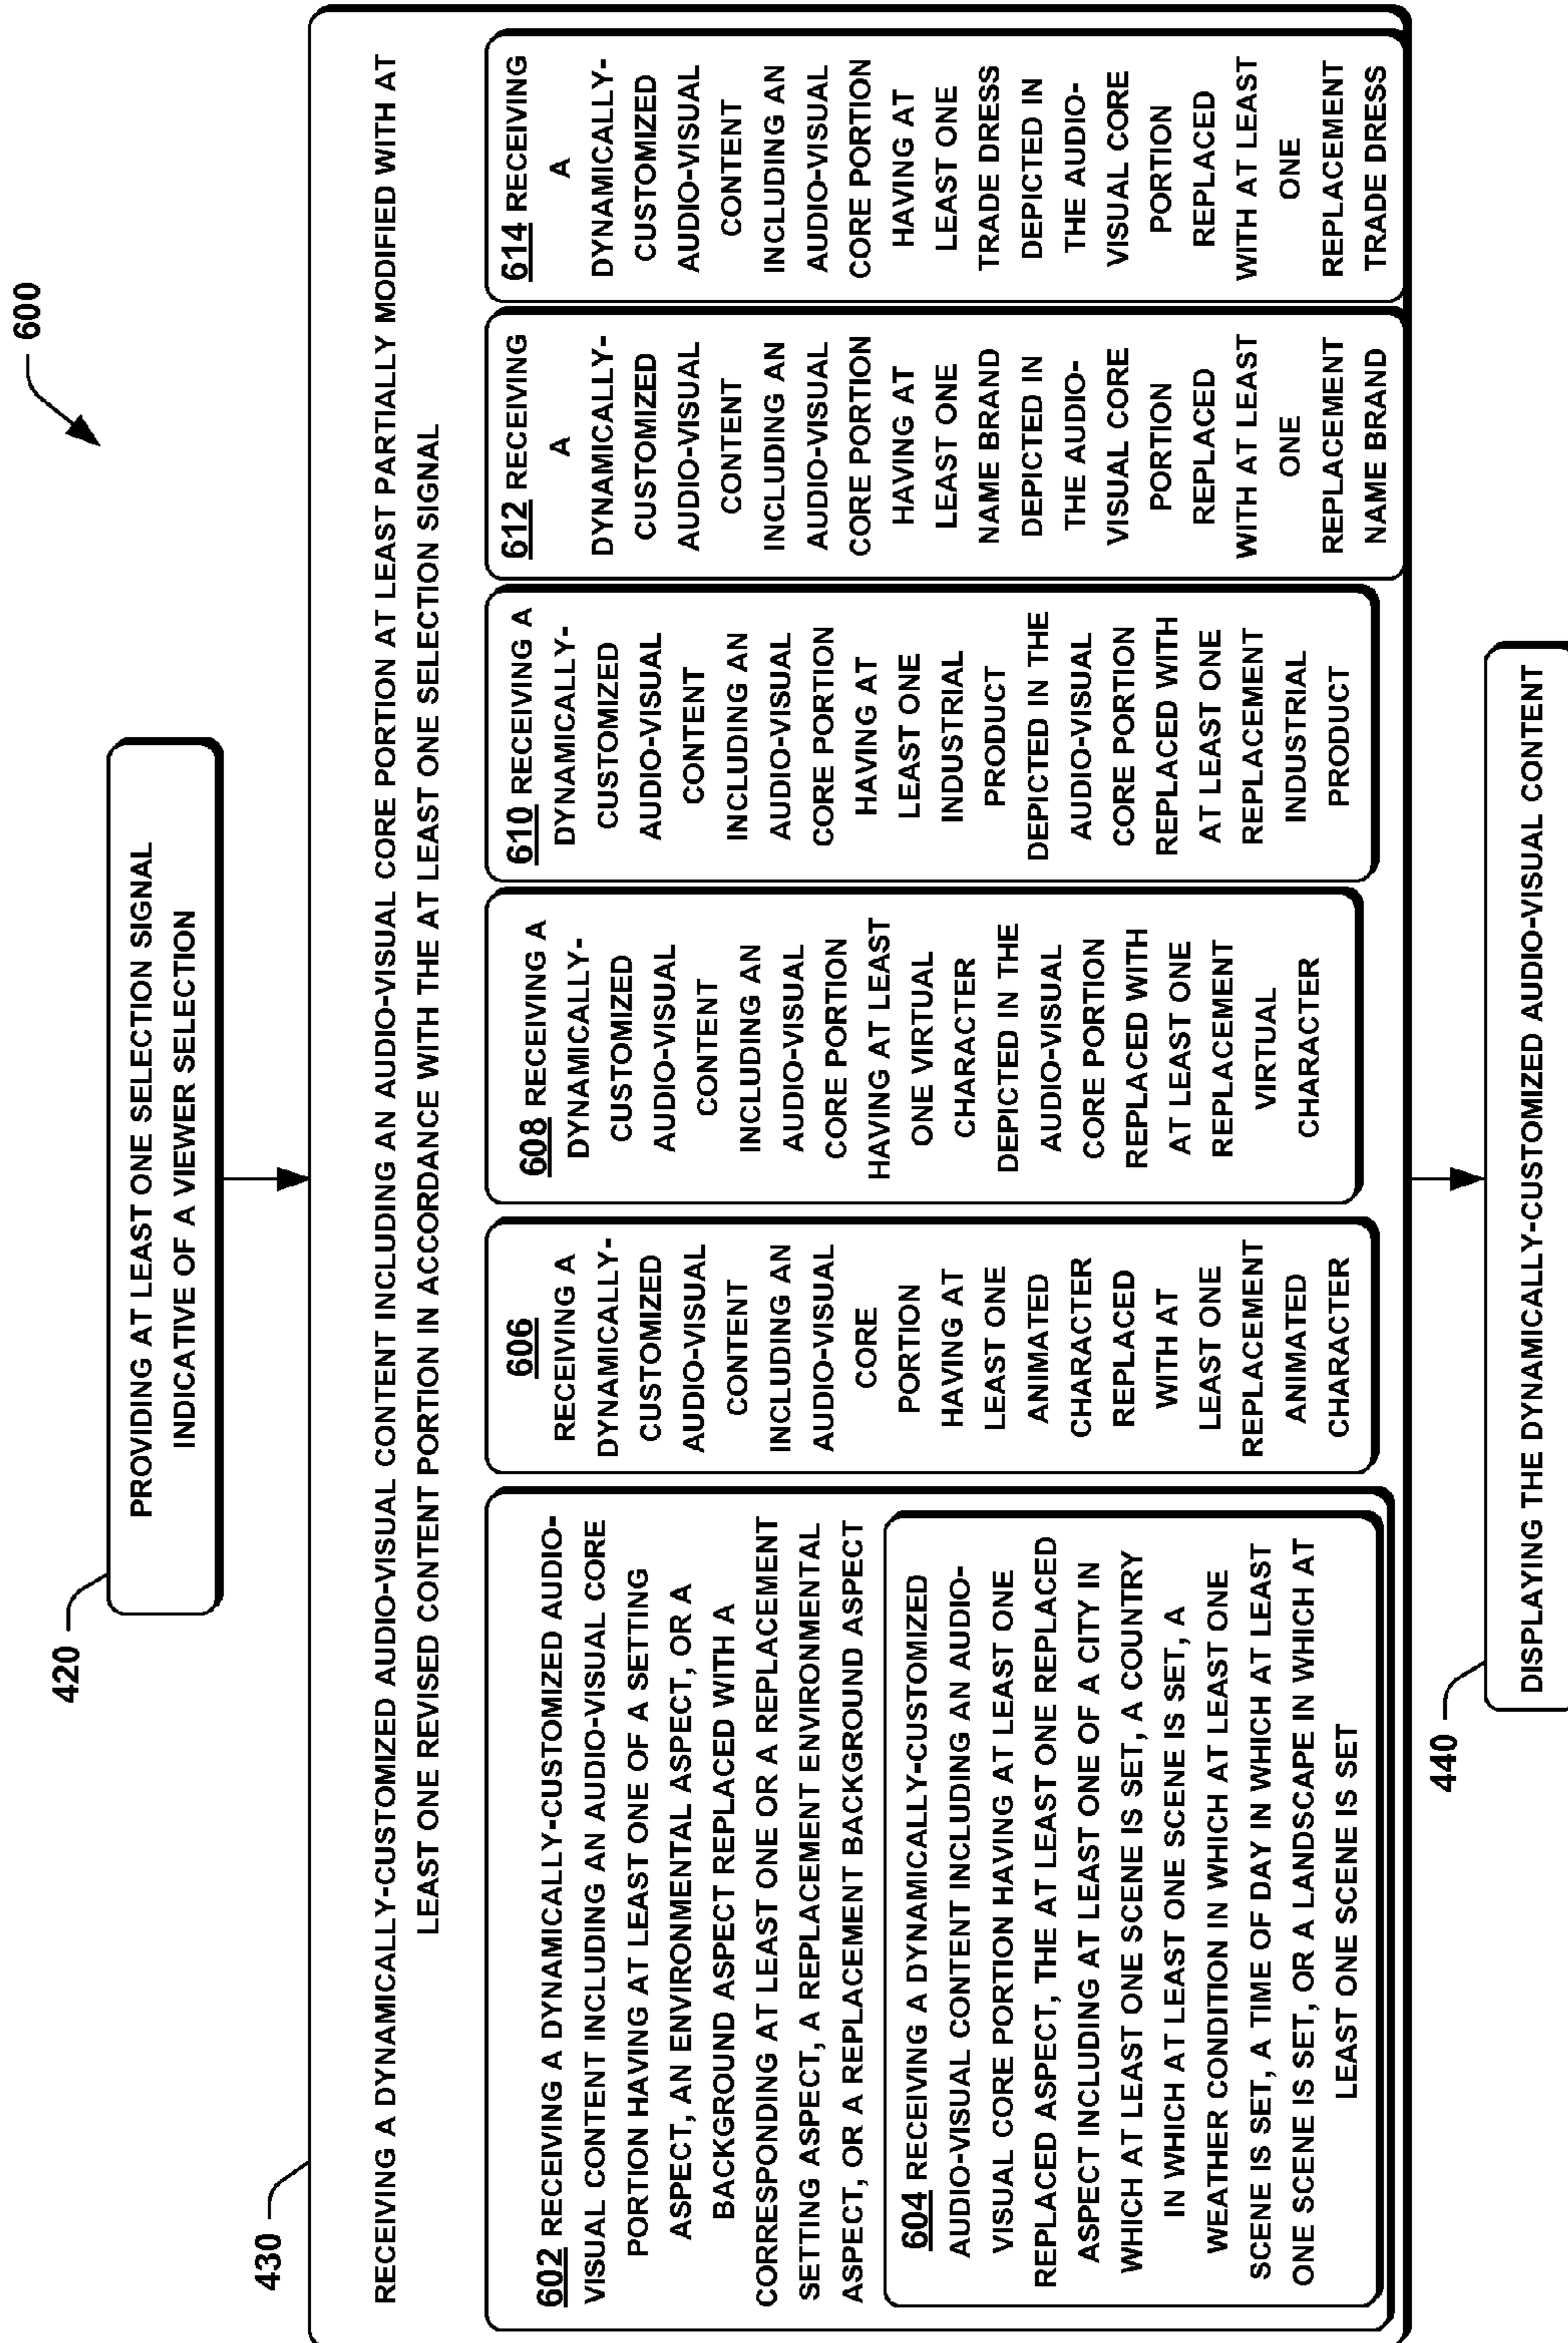 600
420
PROVIDING AT LEAST ONE SELECTION SIGNAL
INDICATIVE OF A VIEWER SELECTION
430
RECEIVING A DYNAMICALLY-CUSTOMIZED AUDIO-VISUAL CONTENT INCLUDING AN AUDIO-VISUAL CORE PORTION AT LEAST PARTIALLY MODIFIED WITH AT
LEAST ONE REVISED CONTENT PORTION IN ACCORDANCE WITH THE AT LEAST ONE SELECTION SIGNAL
602 RECEIVING A DYNAMICALLY-CUSTOMIZED AUDIO-
VISUAL CONTENT INCLUDING AN AUDIO-VISUAL CORE
PORTION HAVING AT LEAST ONE OF A SETTING
ASPECT, AN ENVIRONMENTAL ASPECT, OR A
BACKGROUND ASPECT REPLACED WITH A
CORRESPONDING AT LEAST ONE OR A REPLACEMENT
SETTING ASPECT, A REPLACEMENT ENVIRONMENTAL
ASPECT, OR A REPLACEMENT BACKGROUND ASPECT
604 RECEIVING A DYNAMICALLY-CUSTOMIZED
AUDIO-VISUAL CONTENT INCLUDING AN AUDIO-
VISUAL CORE PORTION HAVING AT LEAST ONE
REPLACED ASPECT, THE AT LEAST ONE REPLACED
ASPECT INCLUDING AT LEAST ONE OF A CITY IN
WHICH AT LEAST ONE SCENE IS SET, A COUNTRY
IN WHICH AT LEAST ONE SCENE IS SET, A
WEATHER CONDITION IN WHICH AT LEAST ONE
SCENE IS SET, A TIME OF DAY IN WHICH AT LEAST
ONE SCENE IS SET, OR A LANDSCAPE IN WHICH AT
LEAST ONE SCENE IS SET
606
RECEIVING A
DYNAMICALLY-
CUSTOMIZED
AUDIO-VISUAL
CONTENT
INCLUDING AN
AUDIO-VISUAL
CORE
PORTION
HAVING AT
LEAST ONE
ANIMATED
CHARACTER
REPLACED
WITH AT
LEAST ONE
REPLACEMENT
ANIMATED
CHARACTER
608 RECEIVING A
DYNAMICALLY-
CUSTOMIZED
AUDIO-VISUAL
CONTENT
INCLUDING AN
AUDIO-VISUAL
CORE PORTION
HAVING AT LEAST
ONE VIRTUAL
CHARACTER
DEPICTED IN THE
AUDIO-VISUAL
CORE PORTION
REPLACED WITH
AT LEAST ONE
REPLACEMENT
VIRTUAL
CHARACTER
610 RECEIVING A
DYNAMICALLY-
CUSTOMIZED
AUDIO-VISUAL
CONTENT
INCLUDING AN
AUDIO-VISUAL
CORE PORTION
HAVING AT
LEAST ONE
INDUSTRIAL
PRODUCT
DEPICTED IN THE
AUDIO-VISUAL
CORE PORTION
REPLACED WITH
AT LEAST ONE
REPLACEMENT
INDUSTRIAL
PRODUCT
612 RECEIVING
A
DYNAMICALLY-
CUSTOMIZED
AUDIO-VISUAL
CONTENT
INCLUDING AN
AUDIO-VISUAL
CORE PORTION
HAVING AT
LEAST ONE
NAME BRAND
DEPICTED IN
THE AUDIO-
VISUAL CORE
PORTION
REPLACED
WITH AT LEAST
ONE
REPLACEMENT
NAME BRAND
614 RECEIVING
A
DYNAMICALLY-
CUSTOMIZED
AUDIO-VISUAL
CONTENT
INCLUDING AN
AUDIO-VISUAL
CORE PORTION
HAVING AT
LEAST ONE
TRADE DRESS
DEPICTED IN
THE AUDIO-
VISUAL CORE
PORTION
REPLACED
WITH AT LEAST
ONE
REPLACEMENT
TRADE DRESS
440
DISPLAYING THE DYNAMICALLY-CUSTOMIZED AUDIO-VISUAL CONTENT